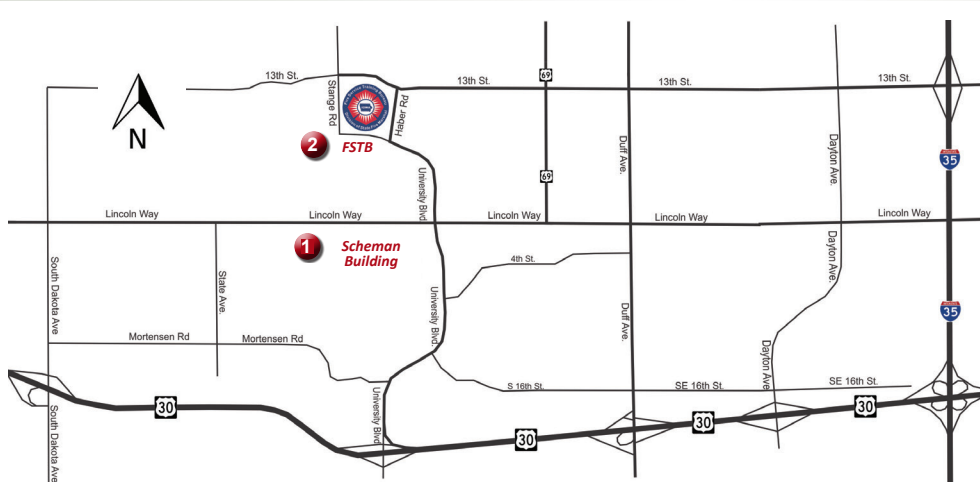 69
13th St.
13th St.
13th St.
13th St.
Stange Rd
Haber Rd
N
2
FSTB
Duff Ave.
Dayton Ave.
35
69
University Blvd
Lincoln Way
Lincoln Way
Lincoln Way
Lincoln Way
Lincoln Way
1
Scheman
Building
4th St.
South Dakota Ave
State Ave.
University Blvd.
Dayton Ave.
Duff Ave.
35
Mortensen Rd
Mortensen Rd
Dayton Ave.
S 16th St.
SE 16th St.
SE 16th St.
30
30
30
30
University Blvd
South Dakota Ave